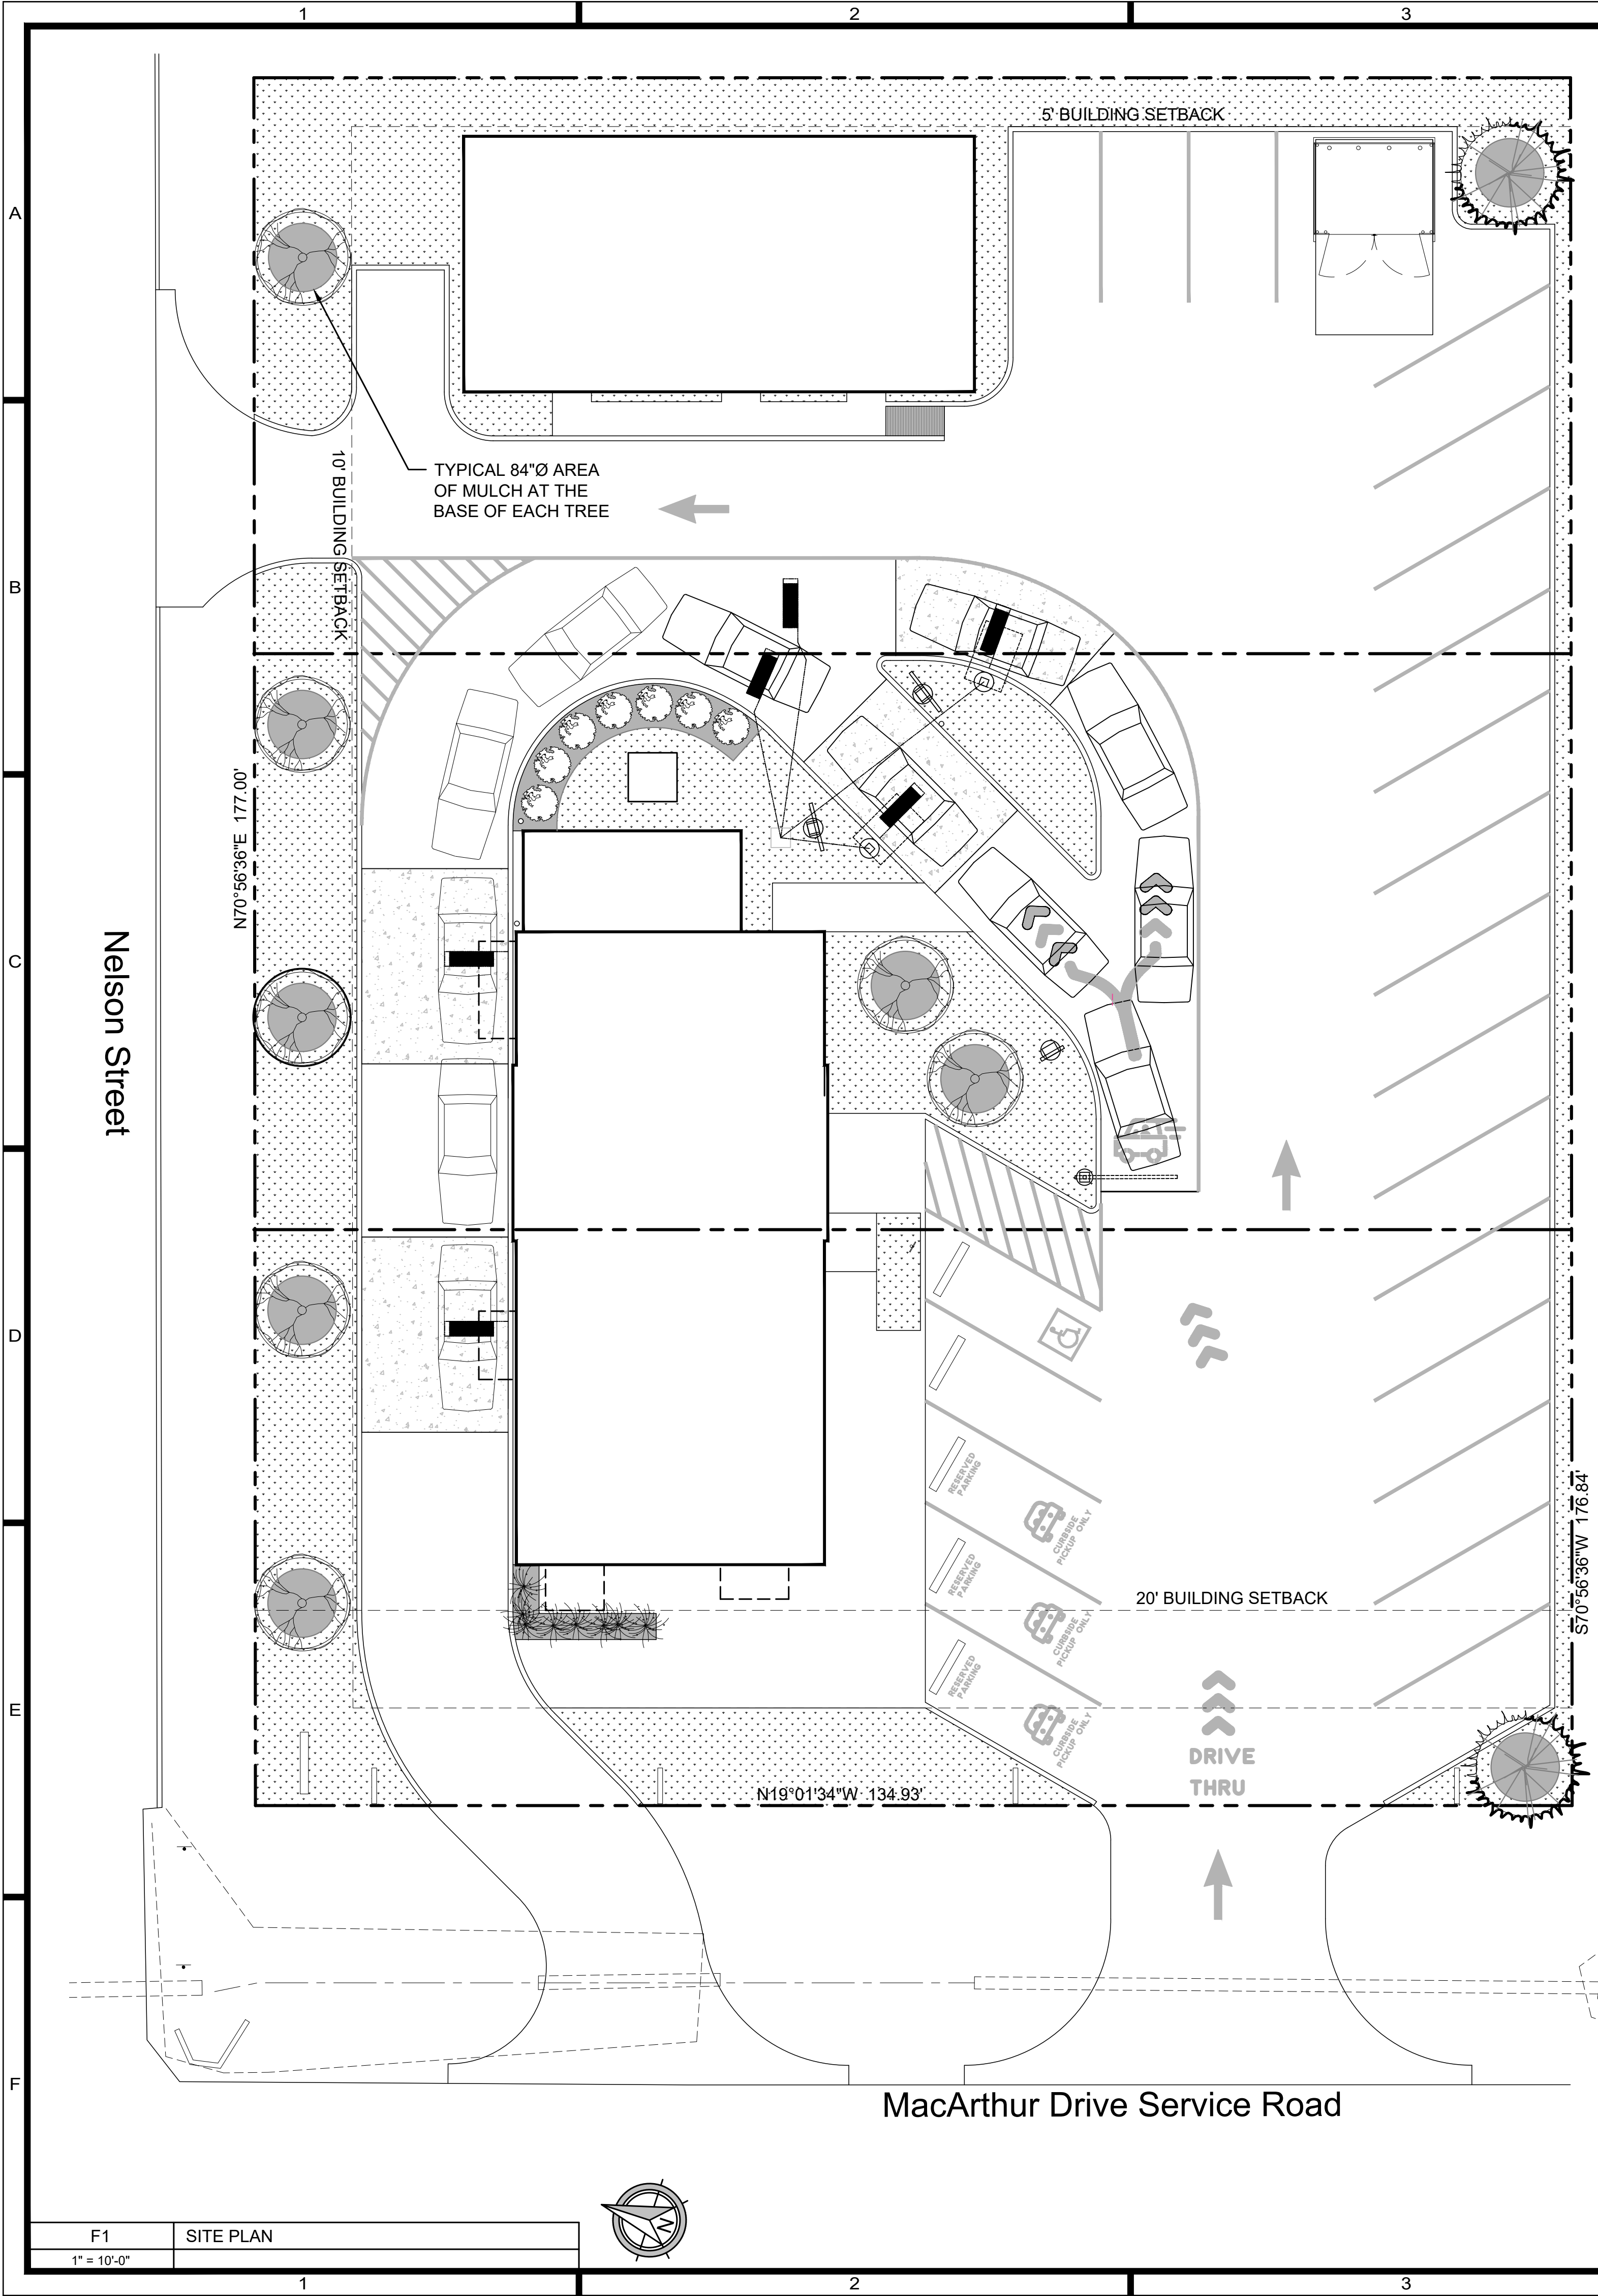 1
2
3
A
B
C
D
E
F
5' BUILDING SETBACK
TYPICAL 84"Ø AREA
OF MULCH AT THE
BASE OF EACH TREE
10' BUILDING SETBACK
N70°56'36"E 177.00'
Nelson Street
RESERVED
PARKING
CURBSIDE
PICKUP ONLY
RESERVED
PARKING
CURBSIDE
PICKUP ONLY
RESERVED
PARKING
CURBSIDE
PICKUP ONLY
S70°56'36"W 176.84'
20' BUILDING SETBACK
DRIVE
THRU
N19°01'34"W 134.93'
MacArthur Drive Service Road
N
F1
SITE PLAN
1" = 10'-0"
1
2
3